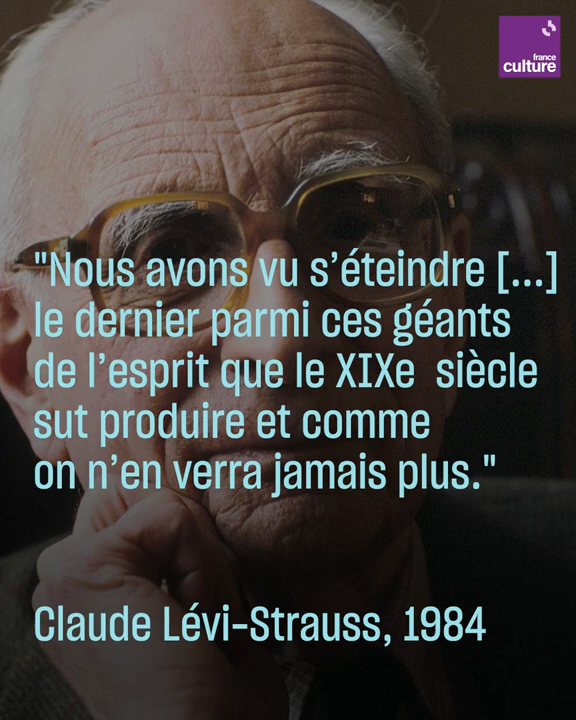 france
culture
"Nous avons vu s’éteindre [...]
le dernier parmi ces géants
de l’esprit que le XIXe siècle
sut produire et comme
on n’en verra jamais plus."
Claude Lévi-Strauss, 1984